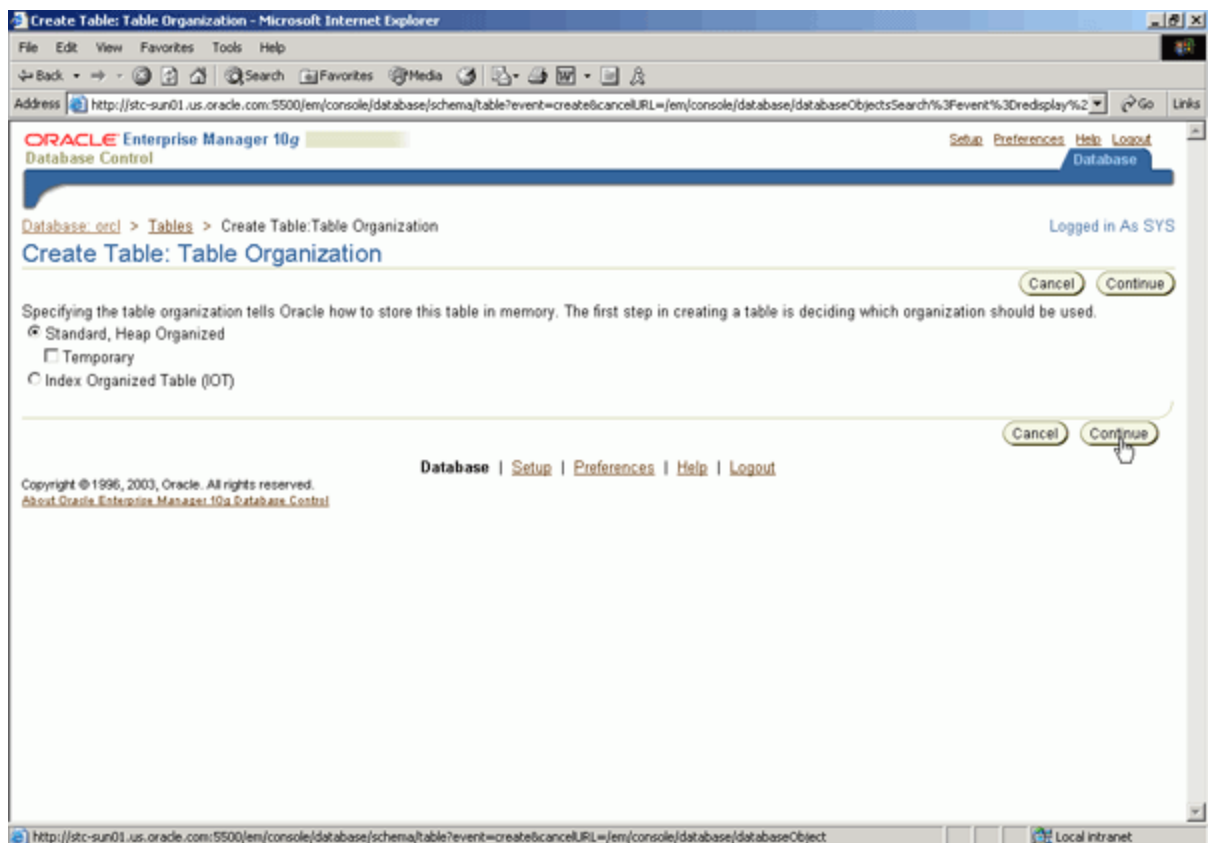 Create Table: Table Organization - Microsoft Internet Explorer
File Edit View Favorites Tools Help
Back Search Favorites Media
Address http://stc-sun01.us.oracle.com:5500/em/console/database/schema/table?event=create&cancelURL=/em/console/database/databaseObjectsSearch%3Fevent%3Dredisplay%2 Go Links
ORACLE Enterprise Manager 10g
Database Control
Setup Preferences Help Logout
Database
Database: orcl > Tables > Create Table:Table Organization
Logged in As SYS
Create Table: Table Organization
Cancel Continue
Specifying the table organization tells Oracle how to store this table in memory. The first step in creating a table is deciding which organization should be used.
Standard, Heap Organized
Temporary
Index Organized Table (IOT)
Cancel Continue
Database | Setup | Preferences | Help | Logout
Copyright © 1996, 2003, Oracle. All rights reserved.
About Oracle Enterprise Manager 10g Database Control
http://stc-sun01.us.oracle.com:5500/em/console/database/schema/table?event=create&cancelURL=/em/console/database/databaseObject
Local intranet